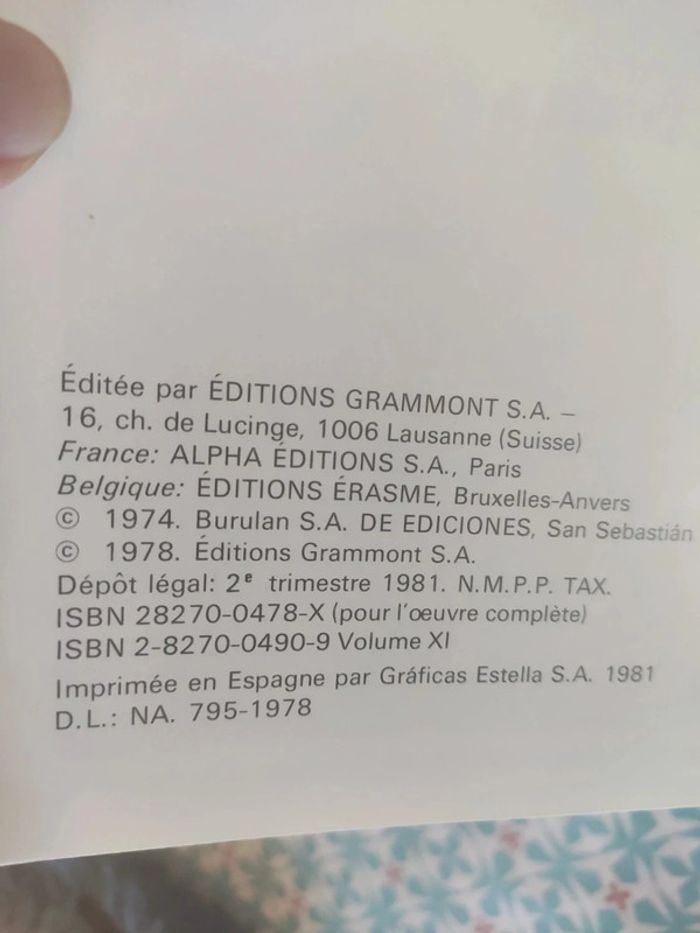 Éditée par ÉDITIONS GRAMMONT S.A. –
16, ch. de Lucinge, 1006 Lausanne (Suisse)
France: ALPHA ÉDITIONS S.A., Paris
Belgique: ÉDITIONS ÉRASME, Bruxelles-Anvers
© 1974. Burulan S.A. DE EDICIONES, San Sebastián
© 1978. Éditions Grammont S.A.
Dépôt légal: 2ᵉ trimestre 1981. N.M.P.P. TAX.
ISBN 28270-0478-X (pour l'œuvre complète)
ISBN 2-8270-0490-9 Volume XI
Imprimée en Espagne par Gráficas Estella S.A. 1981
D.L.: NA. 795-1978